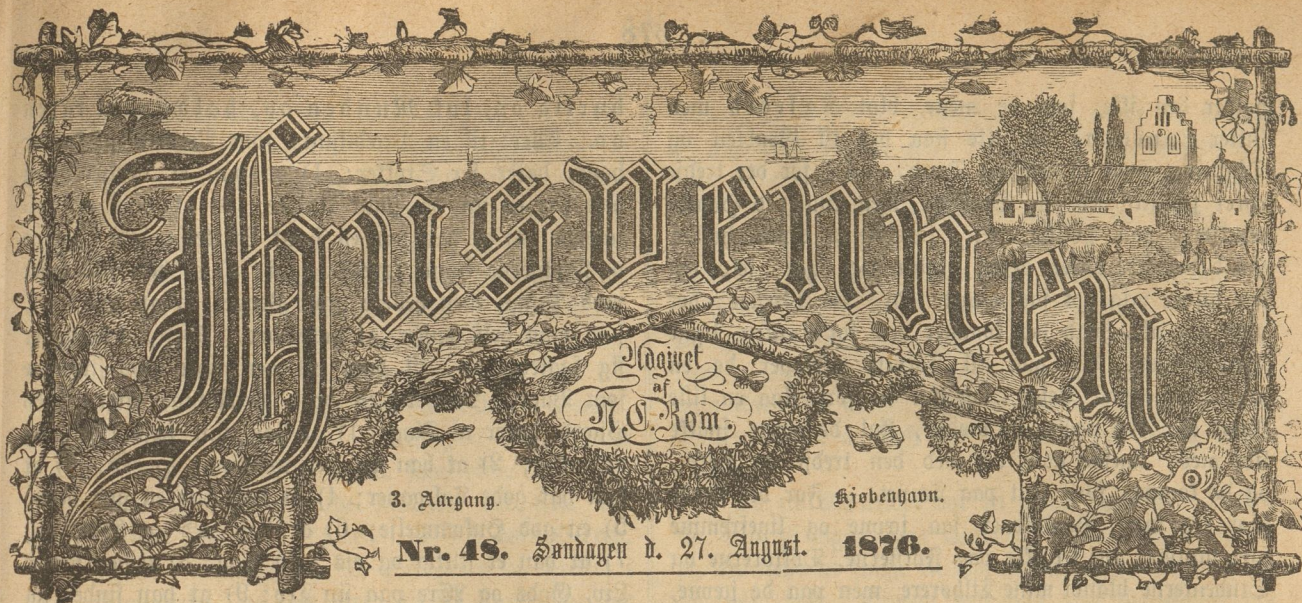 Husvennen
Udgivet
af
N. C. Rom.
3. Aargang.
Kjøbenhavn.
Nr. 48. Søndagen d. 27. August. 1876.